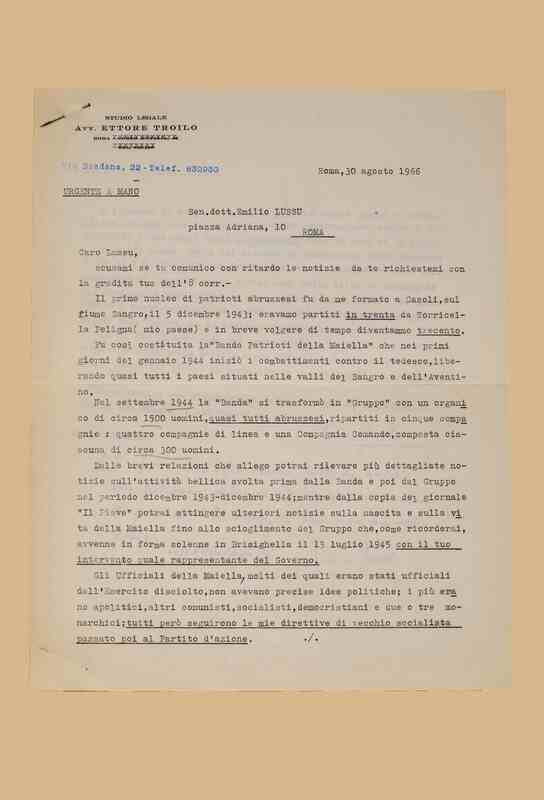 STUDIO LEGALE
AVV. ETTORE TROILO
ROMA
Via Scadana, 22 - Telef. 832930
URGENTE A MANO
Roma,30 agosto 1966
Sen.dott.Emilio LUSSU
piazza Adriana, 10
ROMA
Caro Lussu,
scusami se ti comunico con ritardo le notizie da te richiestemi con
la gradita tua dell'8 corr.-
Il primo nucleo di patrioti abruzzesi fu da me formato a Casoli,sul
fiume Sangro,il 5 dicembre 1943; eravamo partiti in trenta da Torricel-
la Peligna( mio paese) e in breve volgere di tempo diventammo trecento.
Fu così costituita la"Banda Patrioti della Maiella" che nei primi
giorni del gennaio 1944 iniziò i combattimenti contro il tedesco,libe-
rando quasi tutti i paesi situati nelle valli del Sangro e dell'Aventi-
no.
Nel settembre 1944 la "Banda" si trasformò in "Gruppo" con un organi
co di circa 1500 uomini,quasi tutti abruzzesi,ripartiti in cinque compa
gnie : quattro compagnie di linea e una Compagnia Comando,composta cia-
scuna di circa 300 uomini.
Dalle brevi relazioni che allego potrai rilevare più dettagliate no-
tizie sull'attività bellica svolta prima dalla Banda e poi dal Gruppo
nel periodo dicembre 1943-dicembre 1944;mentre dalla copia del giornale
"Il Piave" potrai attingere ulteriori notizie sulla nascita e sulla vi
ta della Maiella fino allo scioglimento del Gruppo che,come ricorderai,
avvenne in forma solenne in Brisighella il 13 luglio 1945 con il tuo
intervento quale rappresentante del Governo.
Gli Ufficiali della Maiella,molti dei quali erano stati ufficiali
dell'Esercito disciolto,non avevano precise idee politiche; i più era
no apolitici,altri comunisti,socialisti,democristiani e due o tre mo-
narchici;tutti però seguirono le mie direttive di vecchio socialista
passato poi al Partito d'azione.
./.